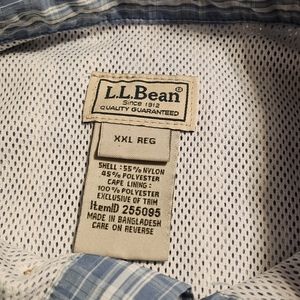 L.L.Bean®
Since 1912
QUALITY GUARANTEED
XXL REG
SHELL : 55% NYLON
45% POLYESTER
CAPE LINING :
100% POLYESTER
EXCLUSIVE OF TRIM
ItemID 255095
MADE IN BANGLADESH
CARE ON REVERSE